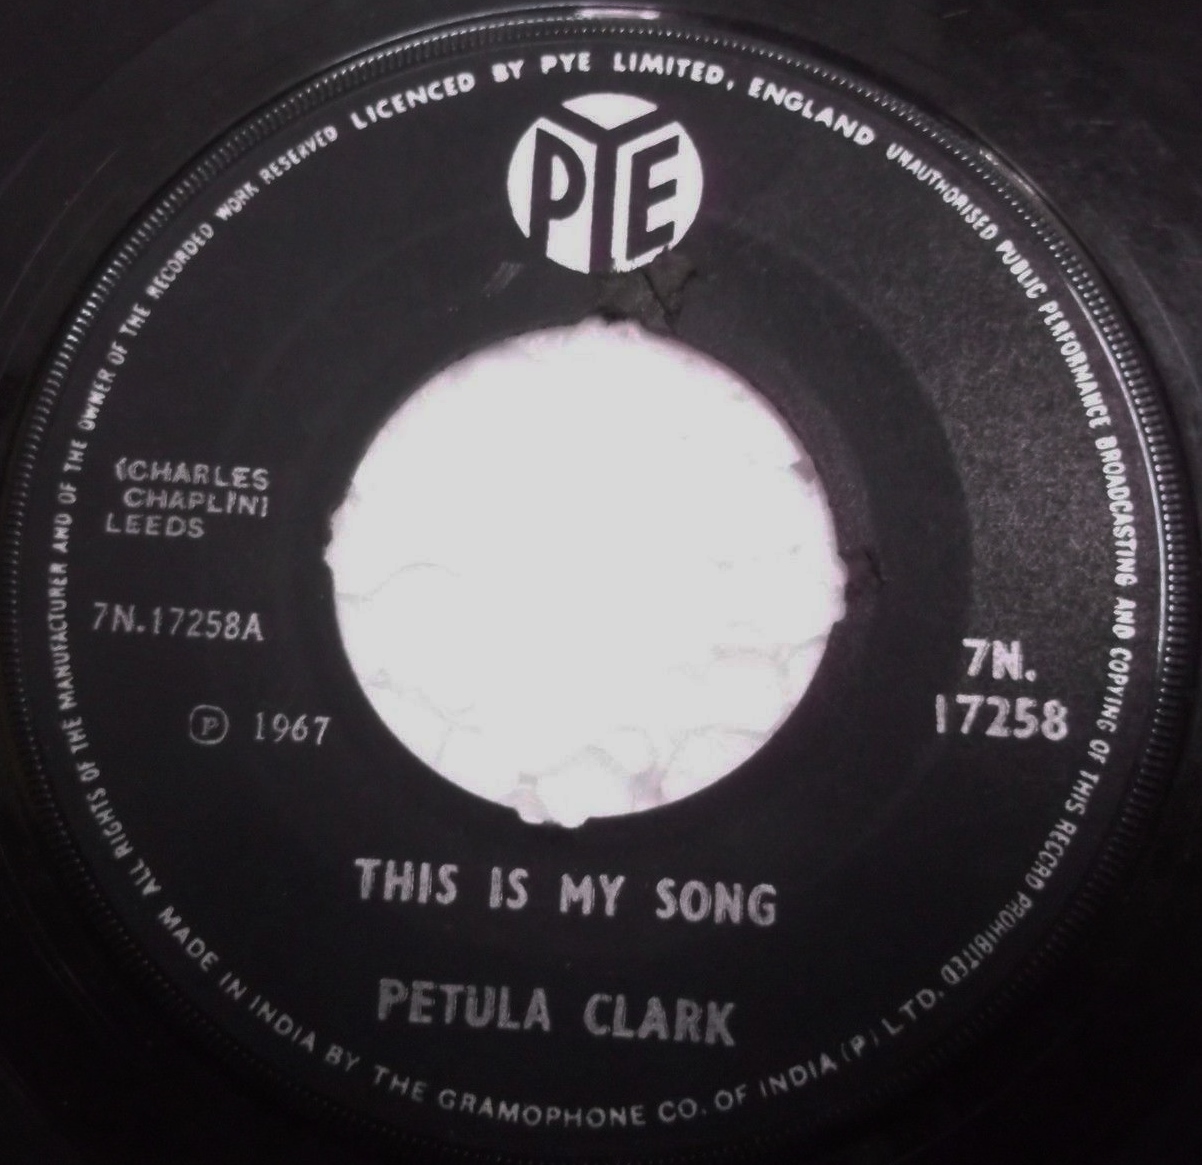 LICENCED BY PYE LIMITED, ENGLAND
UNAUTHORISED PUBLIC PERFORMANCE BROADCASTING AND COPYING OF THIS RECORD PROHIBITED
MADE IN INDIA BY THE GRAMOPHONE CO. OF INDIA (P) LTD.
ALL RIGHTS OF THE MANUFACTURER AND OF THE OWNER OF THE RECORDED WORK RESERVED
PYE
(CHARLES
CHAPLIN)
LEEDS
7N.17258A
℗ 1967
7N.
17258
THIS IS MY SONG
PETULA CLARK